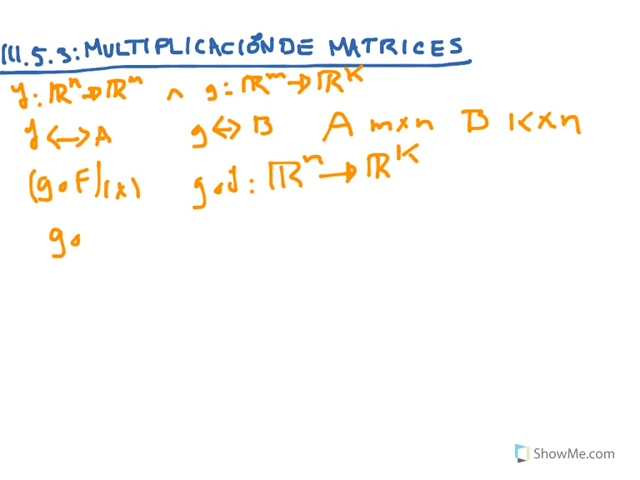 III.5.3: MULTIPLICACIÓN DE MATRICES
f: ℝⁿ → ℝᵐ ∧ g: ℝᵐ → ℝᴷ
f ↔ A g ↔ B A m×n B K×n
(g∘F)(x) g∘f: ℝⁿ → ℝᴷ
g∘
ShowMe.com